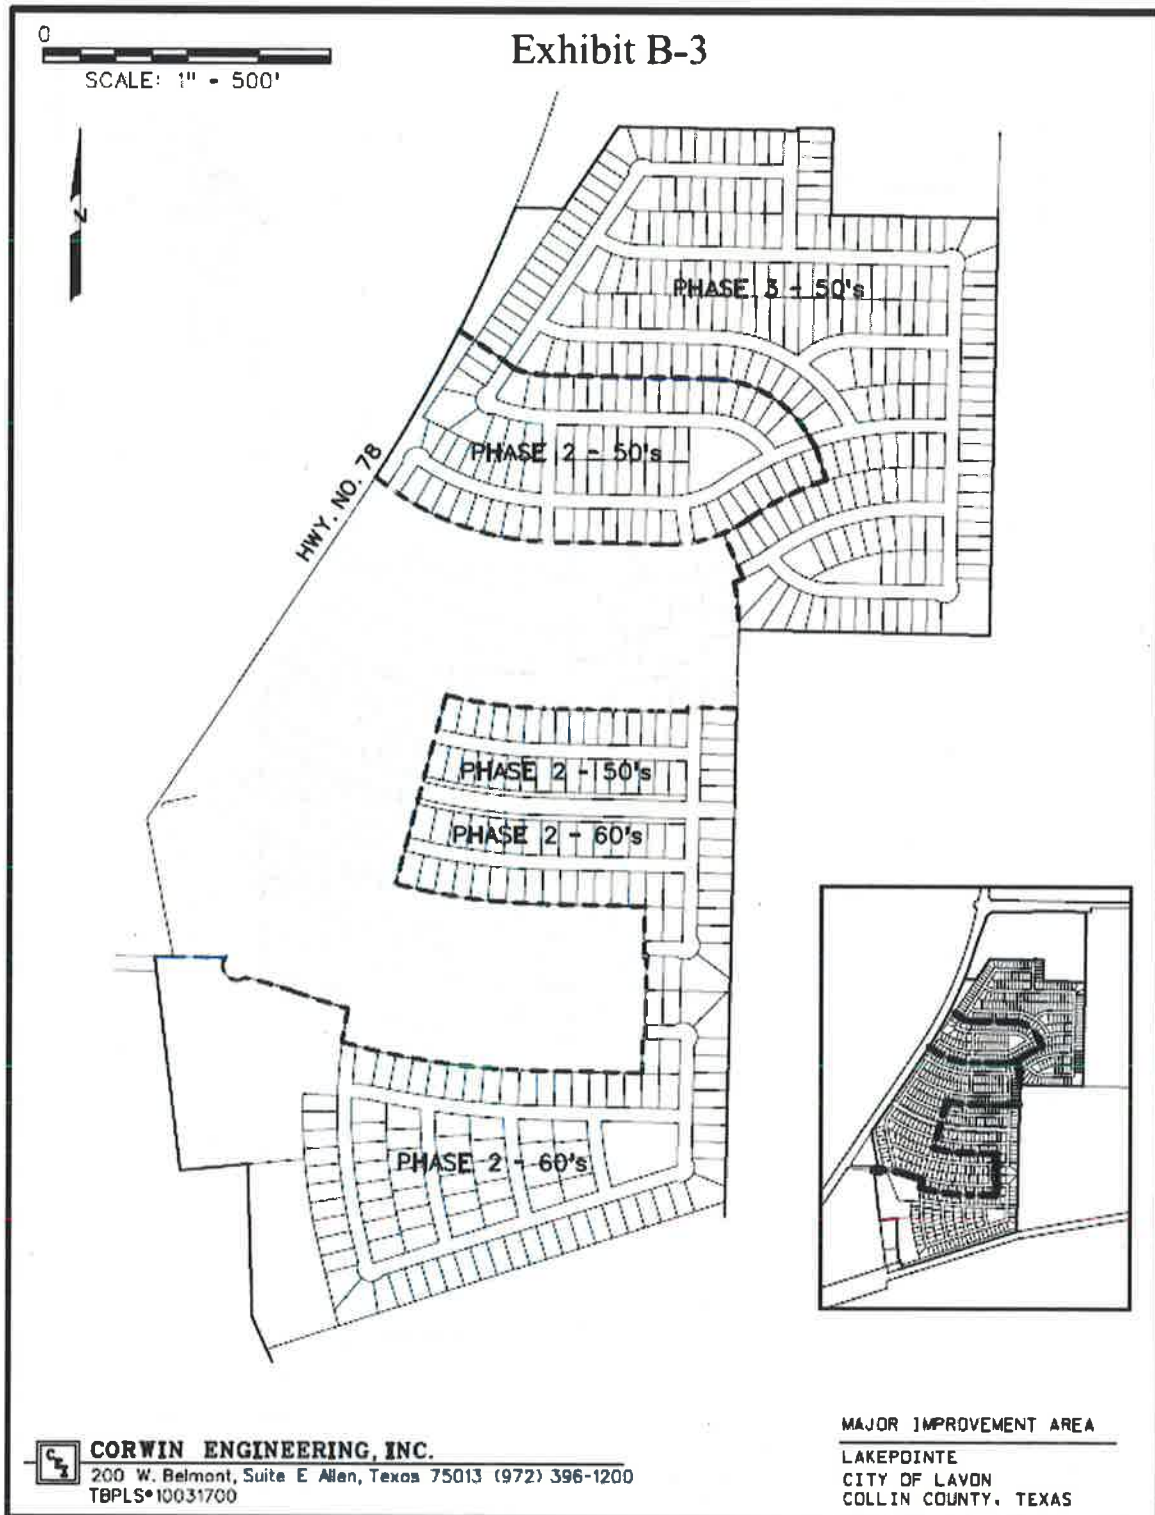 Exhibit B-3
0
SCALE: 1" - 500'
N
PHASE 3 - 50's
PHASE 2 - 50's
HWY. NO. 78
PHASE 2 - 50's
PHASE 2 - 60's
PHASE 2 - 60's
MAJOR IMPROVEMENT AREA
LAKEPOINTE
CITY OF LAVON
COLLIN COUNTY, TEXAS
CEI
CORWIN ENGINEERING, INC.
200 W. Belmont, Suite E Allen, Texas 75013 (972) 396-1200
TBPLS#10031700